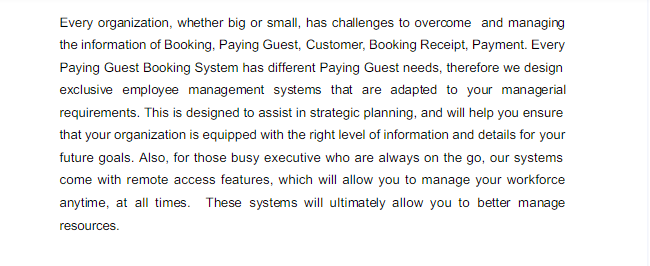 Every organization, whether big or small, has challenges to overcome and managing
the information of Booking, Paying Guest, Customer, Booking Receipt, Payment. Every
Paying Guest Booking System has different Paying Guest needs, therefore we design
exclusive employee management systems that are adapted to your managerial
requirements. This is designed to assist in strategic planning, and will help you ensure
that your organization is equipped with the right level of information and details for your
future goals. Also, for those busy executive who are always on the go, our systems
come with remote access features, which will allow you to manage your workforce
anytime, at all times. These systems will ultimately allow you to better manage
resources.